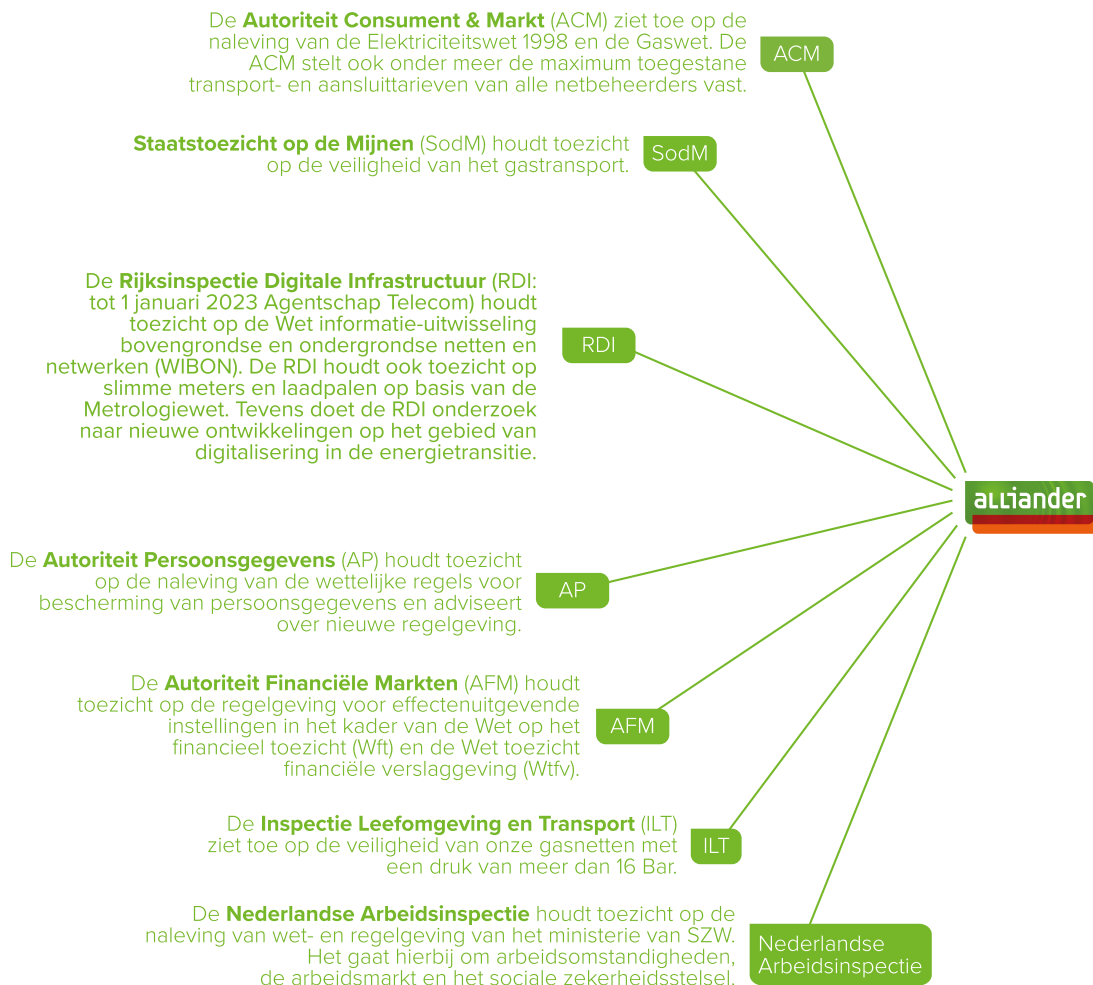 De Autoriteit Consument & Markt (ACM) ziet toe op de
naleving van de Elektriciteitswet 1998 en de Gaswet. De
ACM stelt ook onder meer de maximum toegestane
transport- en aansluittarieven van alle netbeheerders vast.
ACM
Staatstoezicht op de Mijnen (SodM) houdt toezicht
op de veiligheid van het gastransport.
SodM
De Rijksinspectie Digitale Infrastructuur (RDI:
tot 1 januari 2023 Agentschap Telecom) houdt
toezicht op de Wet informatie-uitwisseling
bovengrondse en ondergrondse netten en
netwerken (WIBON). De RDI houdt ook toezicht op
slimme meters en laadpalen op basis van de
Metrologiewet. Tevens doet de RDI onderzoek
naar nieuwe ontwikkelingen op het gebied van
digitalisering in de energietransitie.
RDI
alliander
De Autoriteit Persoonsgegevens (AP) houdt toezicht
op de naleving van de wettelijke regels voor
bescherming van persoonsgegevens en adviseert
over nieuwe regelgeving.
AP
De Autoriteit Financiële Markten (AFM) houdt
toezicht op de regelgeving voor effectenuitgevende
instellingen in het kader van de Wet op het
financieel toezicht (Wft) en de Wet toezicht
financiële verslaggeving (Wtfv).
AFM
De Inspectie Leefomgeving en Transport (ILT)
ziet toe op de veiligheid van onze gasnetten met
een druk van meer dan 16 Bar.
ILT
De Nederlandse Arbeidsinspectie houdt toezicht op de
naleving van wet- en regelgeving van het ministerie van SZW.
Het gaat hierbij om arbeidsomstandigheden,
de arbeidsmarkt en het sociale zekerheidsstelsel.
Nederlandse
Arbeidsinspectie